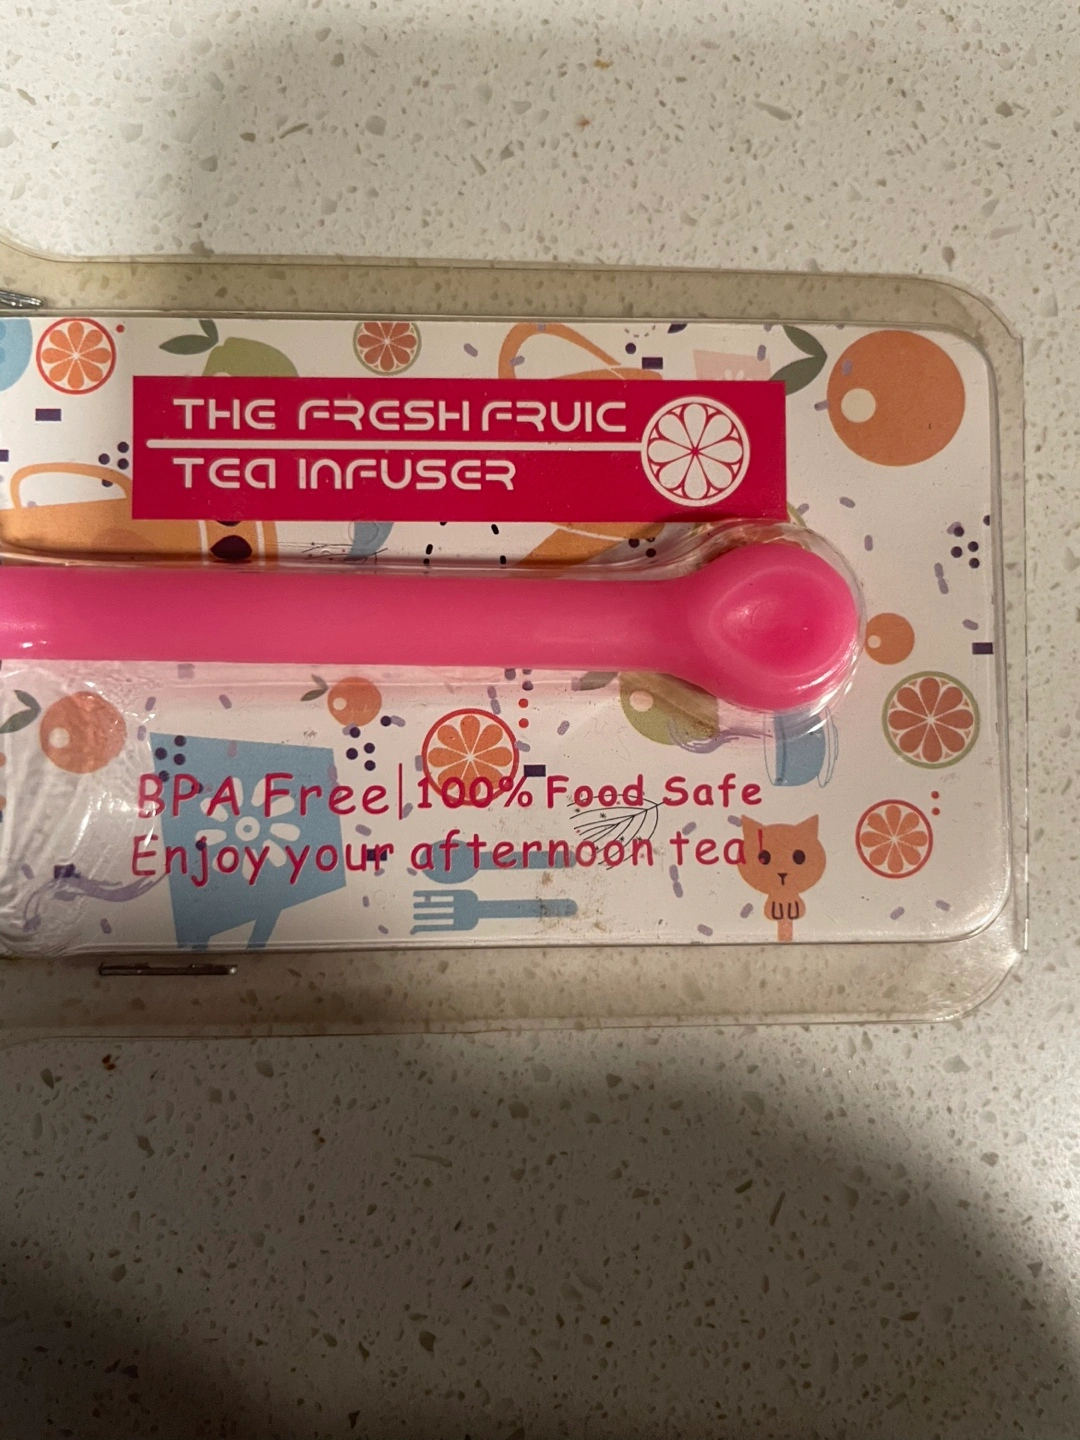 THE FRESH FRUIC
TEA INFUSER
BPA Free|100% Food Safe
Enjoy your afternoon tea!